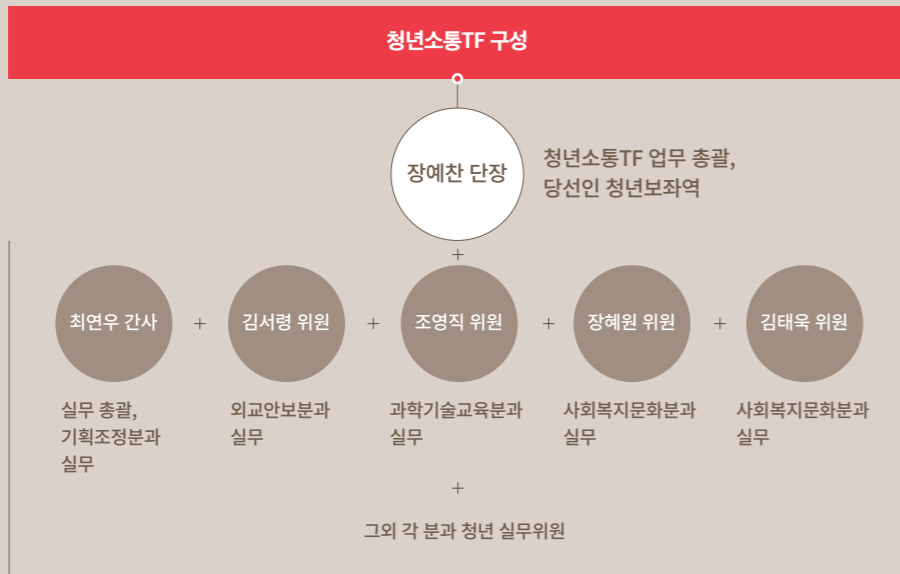 청년소통TF 구성
장예찬 단장
청년소통TF 업무 총괄,
당선인 청년보좌역
+
최연우 간사 + 김서령 위원 + 조영직 위원 + 장혜원 위원 + 김태욱 위원
실무 총괄,
기획조정분과
실무
외교안보분과
실무
과학기술교육분과
실무
사회복지문화분과
실무
사회복지문화분과
실무
+
그외 각 분과 청년 실무위원